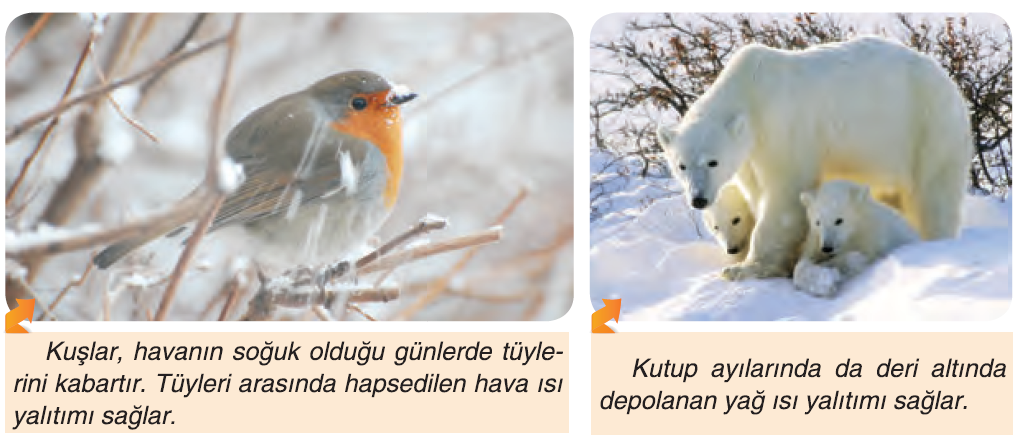 Kuşlar, havanın soğuk olduğu günlerde tüyle-
rini kabartır. Tüyleri arasında hapsedilen hava ısı
yalıtımı sağlar.
Kutup ayılarında da deri altında
depolanan yağ ısı yalıtımı sağlar.